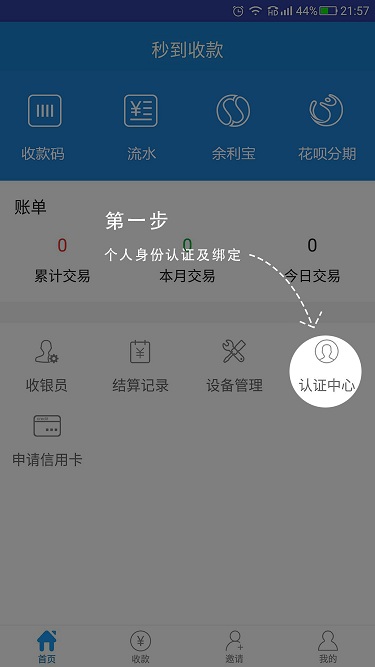 44% 21:57
秒到收款
收款码 流水 余利宝 花呗分期
账单
第一步
0 0 0
个人身份认证及绑定
累计交易 本月交易 今日交易
收银员 结算记录 设备管理 认证中心
申请信用卡
首页 收款 邀请 我的